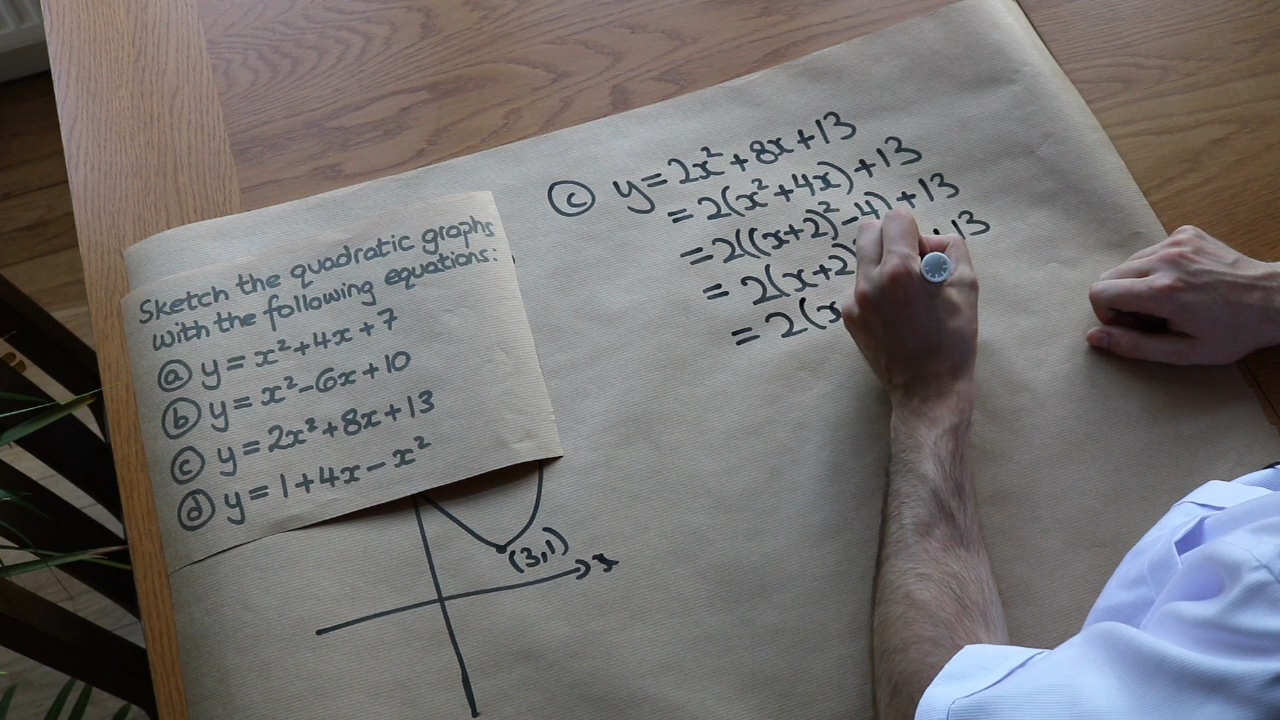 Sketch the quadratic graphs
with the following equations:
ⓐ y = x² + 4x + 7
ⓑ y = x² - 6x + 10
ⓒ y = 2x² + 8x + 13
ⓓ y = 1 + 4x - x²
(3,1)
x
ⓒ y = 2x² + 8x + 13
= 2(x² + 4x) + 13
= 2((x+2)² - 4) + 13
= 2(x+2) +13
= 2(x